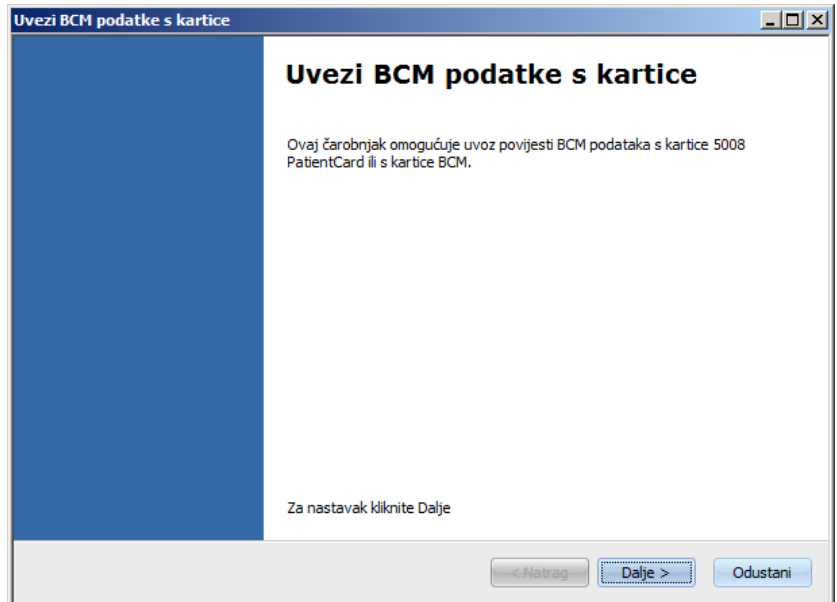 Uvezi BCM podatke s kartice
Uvezi BCM podatke s kartice
Ovaj čarobnjak omogućuje uvoz povijesti BCM podataka s kartice 5008
PatientCard ili s kartice BCM.
Za nastavak kliknite Dalje
< Natrag
Dalje >
Odustani